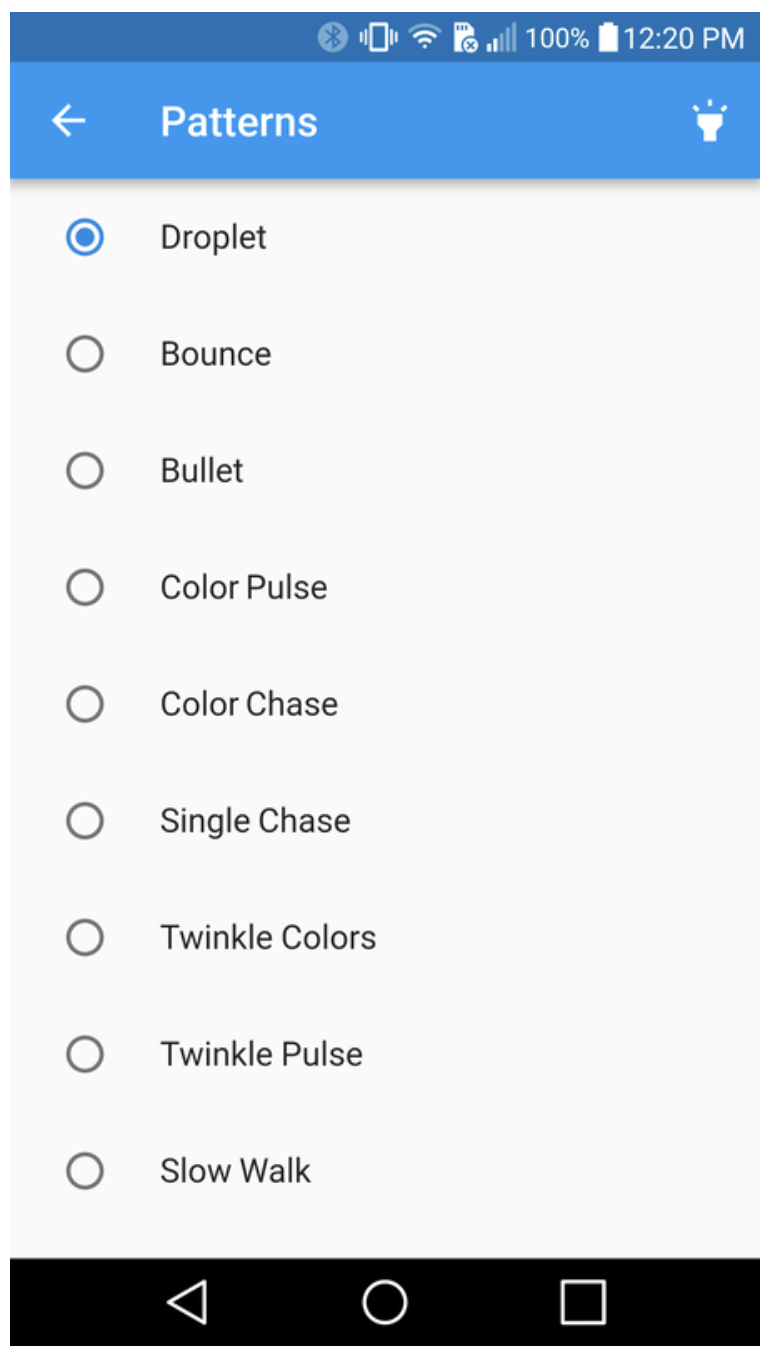 100% 12:20 PM
Patterns
Droplet
Bounce
Bullet
Color Pulse
Color Chase
Single Chase
Twinkle Colors
Twinkle Pulse
Slow Walk